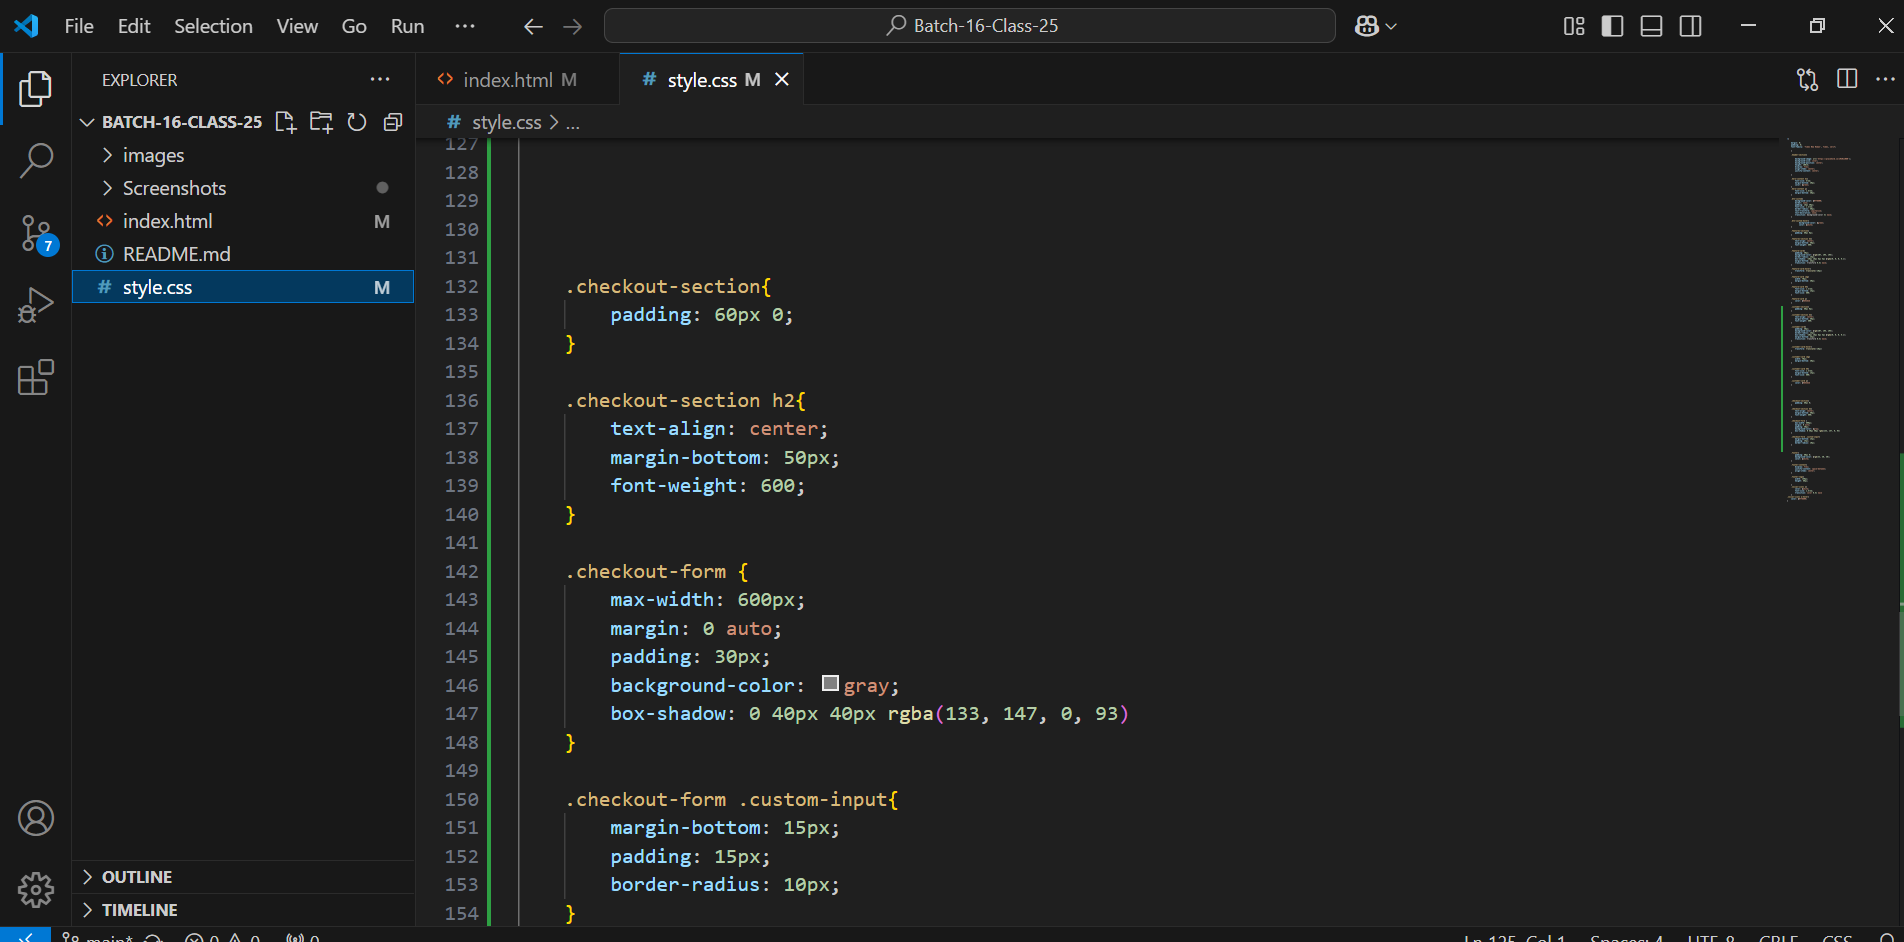 File Edit Selection View Go Run ... Batch-16-Class-25
EXPLORER ...
BATCH-16-CLASS-25
images
Screenshots
index.html M
README.md
style.css M
7
OUTLINE
TIMELINE
index.html M
# style.css M
# style.css > ...
127
128
129
130
131
132 .checkout-section{
133 padding: 60px 0;
134 }
135
136 .checkout-section h2{
137 text-align: center;
138 margin-bottom: 50px;
139 font-weight: 600;
140 }
141
142 .checkout-form {
143 max-width: 600px;
144 margin: 0 auto;
145 padding: 30px;
146 background-color: gray;
147 box-shadow: 0 40px 40px rgba(133, 147, 0, 93)
148 }
149
150 .checkout-form .custom-input{
151 margin-bottom: 15px;
152 padding: 15px;
153 border-radius: 10px;
154 }
main* 0 0 0 Ln 125, Col 1 Spaces: 4 UTF-8 CRLF CSS